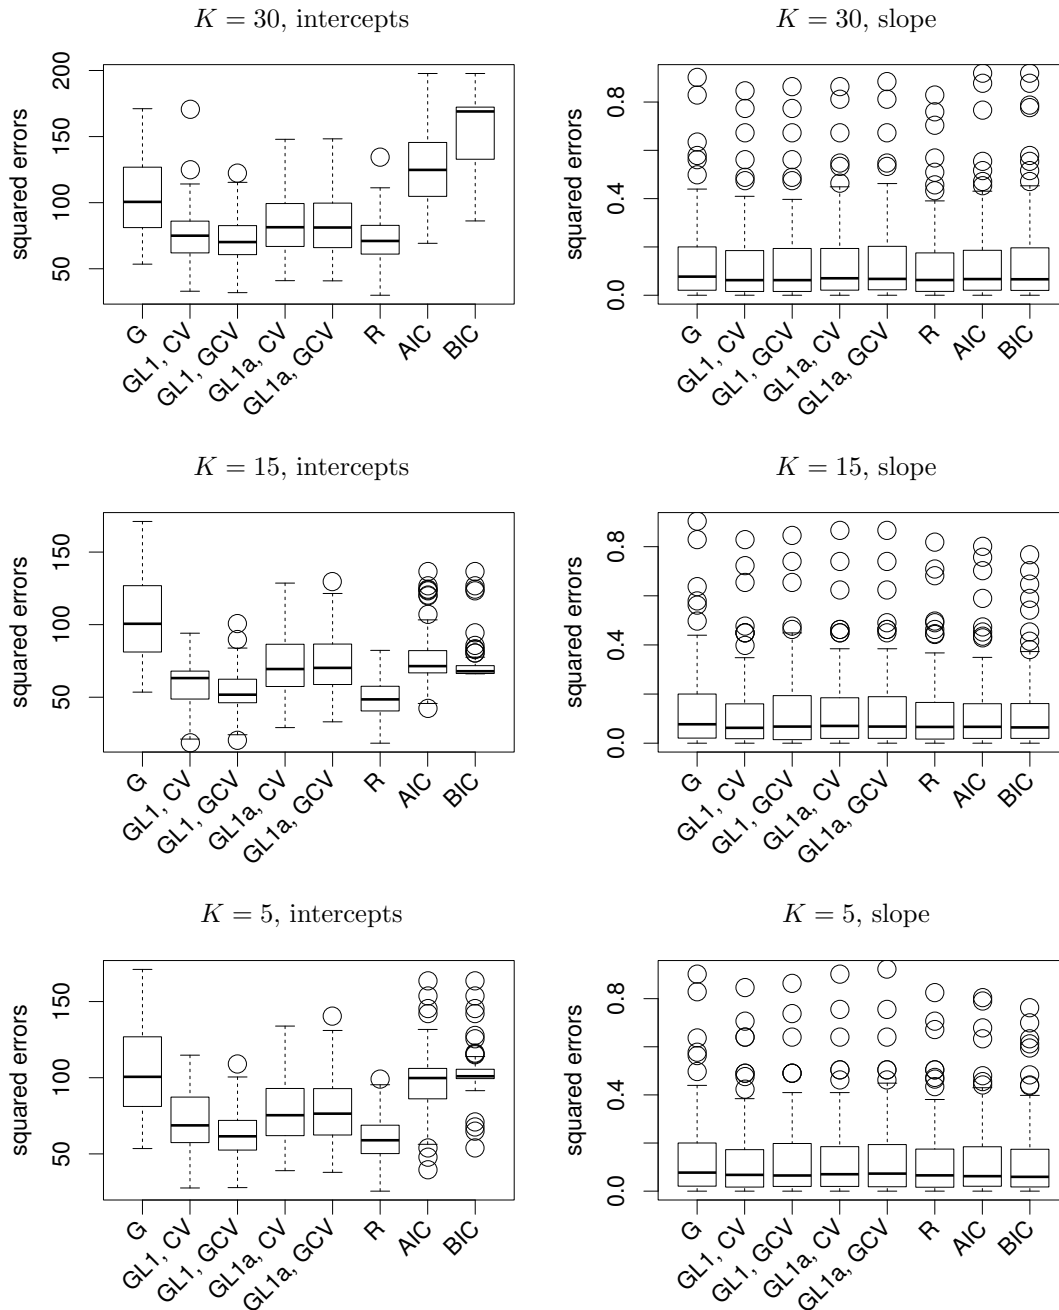 K = 30, intercepts
squared errors
50 100 150 200
G
GL1, CV
GL1, GCV
GL1a, CV
GL1a, GCV
R
AIC
BIC
K = 30, slope
squared errors
0.0 0.4 0.8
G
GL1, CV
GL1, GCV
GL1a, CV
GL1a, GCV
R
AIC
BIC
K = 15, intercepts
squared errors
50 100 150
G
GL1, CV
GL1, GCV
GL1a, CV
GL1a, GCV
R
AIC
BIC
K = 15, slope
squared errors
0.0 0.4 0.8
G
GL1, CV
GL1, GCV
GL1a, CV
GL1a, GCV
R
AIC
BIC
K = 5, intercepts
squared errors
50 100 150
G
GL1, CV
GL1, GCV
GL1a, CV
GL1a, GCV
R
AIC
BIC
K = 5, slope
squared errors
0.0 0.4 0.8
G
GL1, CV
GL1, GCV
GL1a, CV
GL1a, GCV
R
AIC
BIC